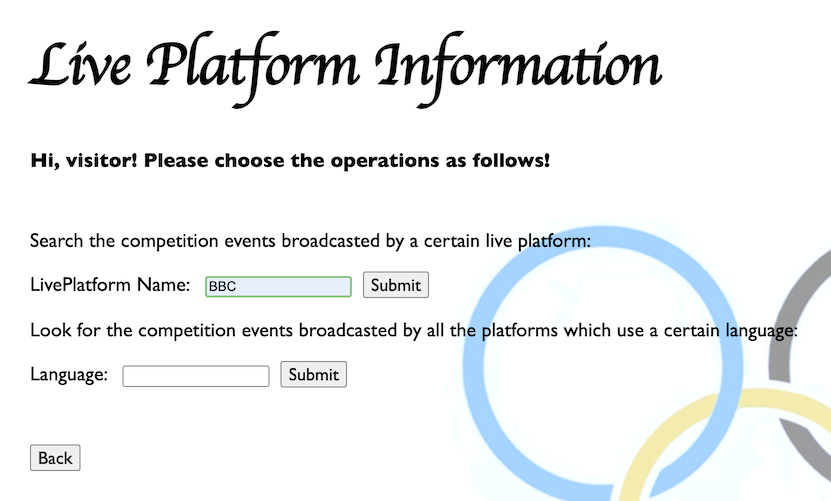 Live Platform Information
Hi, visitor! Please choose the operations as follows!
Search the competition events broadcasted by a certain live platform:
LivePlatform Name: BBC Submit
Look for the competition events broadcasted by all the platforms which use a certain language:
Language: Submit
Back